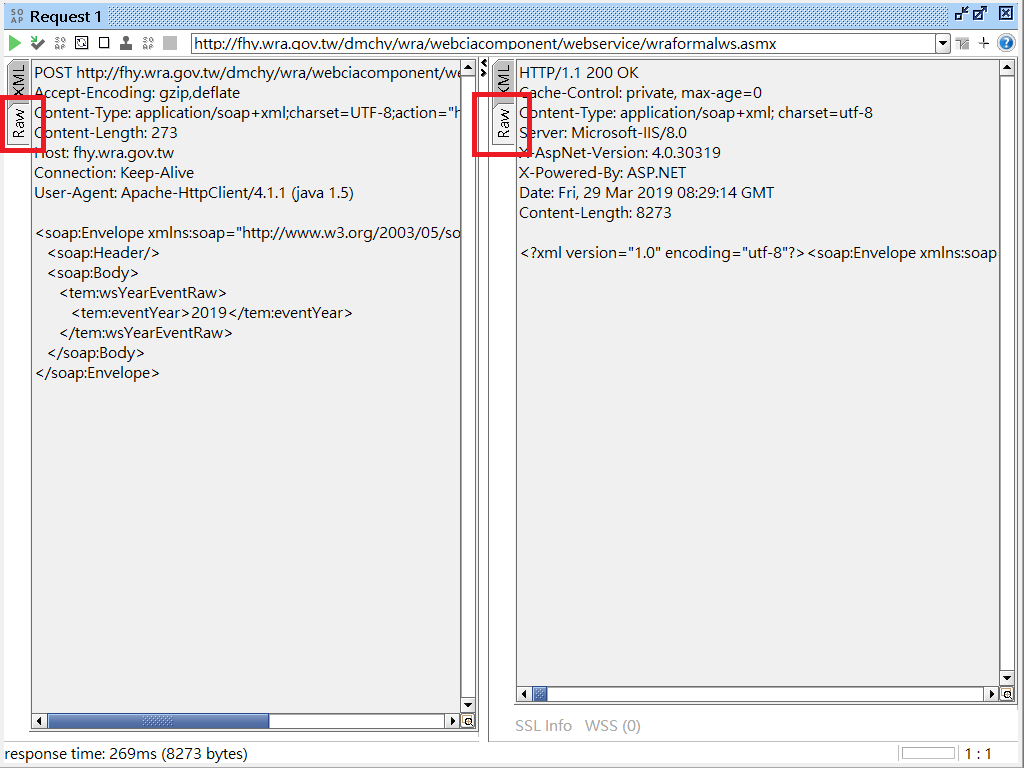 SO AP Request 1
http://fhy.wra.gov.tw/dmchy/wra/webciacomponent/webservice/wraformalws.asmx
XML
Raw
POST http://fhy.wra.gov.tw/dmchy/wra/webciacomponent/we
Accept-Encoding: gzip,deflate
Content-Type: application/soap+xml;charset=UTF-8;action="h
Content-Length: 273
Host: fhy.wra.gov.tw
Connection: Keep-Alive
User-Agent: Apache-HttpClient/4.1.1 (java 1.5)
<soap:Envelope xmlns:soap="http://www.w3.org/2003/05/so
<soap:Header/>
<soap:Body>
<tem:wsYearEventRaw>
<tem:eventYear>2019</tem:eventYear>
</tem:wsYearEventRaw>
</soap:Body>
</soap:Envelope>
XML
Raw
HTTP/1.1 200 OK
Cache-Control: private, max-age=0
Content-Type: application/soap+xml; charset=utf-8
Server: Microsoft-IIS/8.0
X-AspNet-Version: 4.0.30319
X-Powered-By: ASP.NET
Date: Fri, 29 Mar 2019 08:29:14 GMT
Content-Length: 8273
<?xml version="1.0" encoding="utf-8"?><soap:Envelope xmlns:soap
SSL Info WSS (0)
response time: 269ms (8273 bytes)
1 : 1